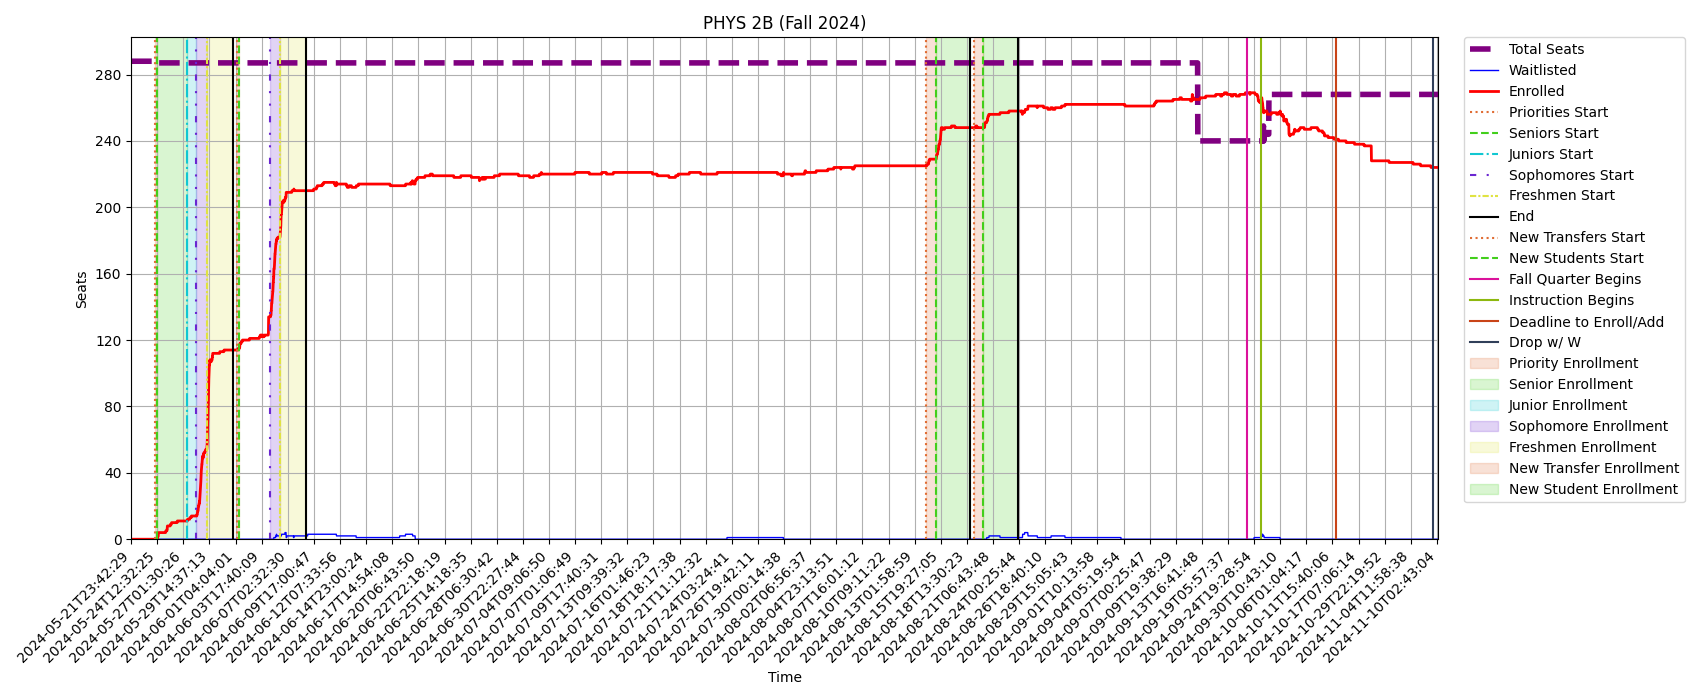 PHYS 2B (Fall 2024)
Seats
280
240
200
160
120
80
40
0
2024-05-21T23:42:29
2024-05-24T12:32:25
2024-05-27T01:30:26
2024-05-29T14:37:13
2024-06-01T04:04:01
2024-06-03T17:40:09
2024-06-07T02:32:30
2024-06-09T17:00:47
2024-06-12T07:33:56
2024-06-14T23:00:24
2024-06-17T14:54:08
2024-06-20T06:43:50
2024-06-22T22:18:19
2024-06-25T14:18:35
2024-06-28T06:30:42
2024-06-30T22:27:44
2024-07-04T09:06:50
2024-07-07T01:06:49
2024-07-09T17:40:31
2024-07-13T09:39:32
2024-07-16T01:46:23
2024-07-18T18:17:38
2024-07-21T11:12:32
2024-07-24T03:24:41
2024-07-26T19:42:11
2024-07-30T00:14:38
2024-08-02T06:56:37
2024-08-04T23:13:51
2024-08-07T16:01:12
2024-08-10T09:11:22
2024-08-13T01:58:59
2024-08-15T19:27:05
2024-08-18T13:30:23
2024-08-21T06:43:48
2024-08-24T00:25:44
2024-08-26T18:40:10
2024-08-29T15:05:43
2024-09-01T10:13:58
2024-09-04T05:19:54
2024-09-07T00:25:47
2024-09-09T19:38:29
2024-09-13T16:41:48
2024-09-19T05:57:37
2024-09-24T19:28:54
2024-09-30T10:43:10
2024-10-06T01:04:17
2024-10-11T15:40:06
2024-10-17T07:06:14
2024-10-29T22:19:52
2024-11-04T11:58:38
2024-11-10T02:43:04
Time
Total Seats
Waitlisted
Enrolled
Priorities Start
Seniors Start
Juniors Start
Sophomores Start
Freshmen Start
End
New Transfers Start
New Students Start
Fall Quarter Begins
Instruction Begins
Deadline to Enroll/Add
Drop w/ W
Priority Enrollment
Senior Enrollment
Junior Enrollment
Sophomore Enrollment
Freshmen Enrollment
New Transfer Enrollment
New Student Enrollment